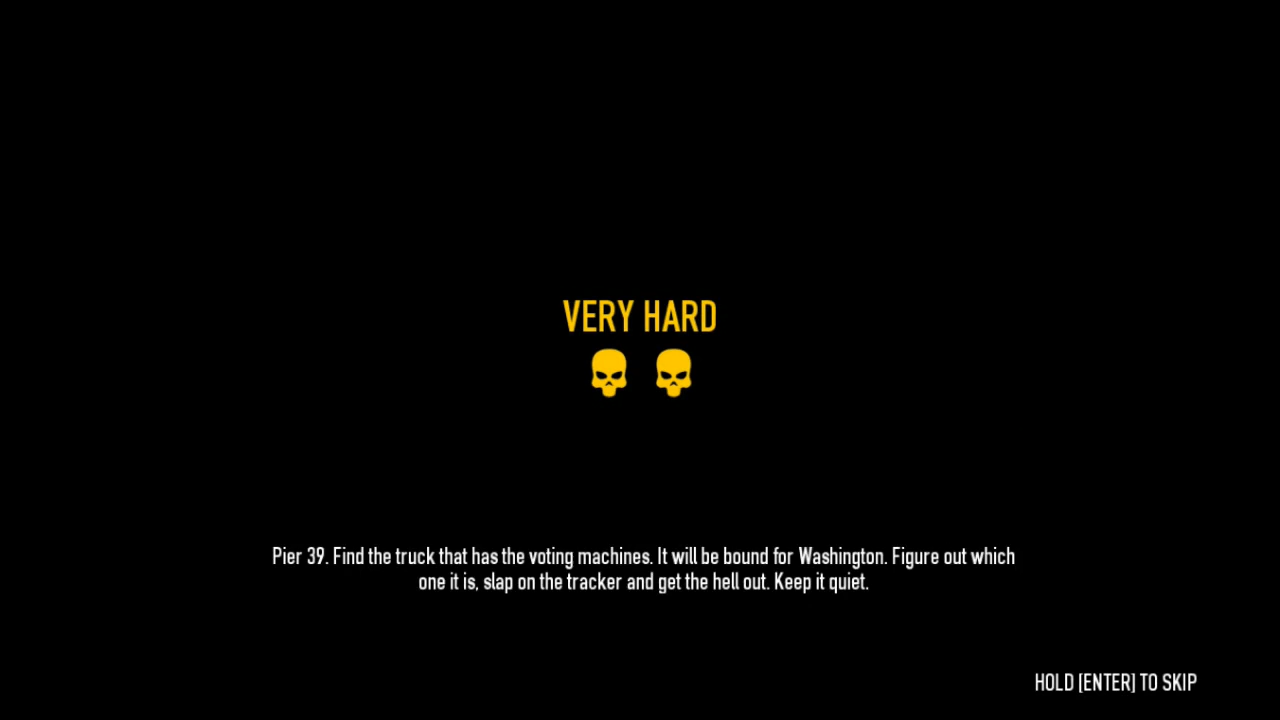 VERY HARD
Pier 39. Find the truck that has the voting machines. It will be bound for Washington. Figure out which
one it is, slap on the tracker and get the hell out. Keep it quiet.
HOLD [ENTER] TO SKIP